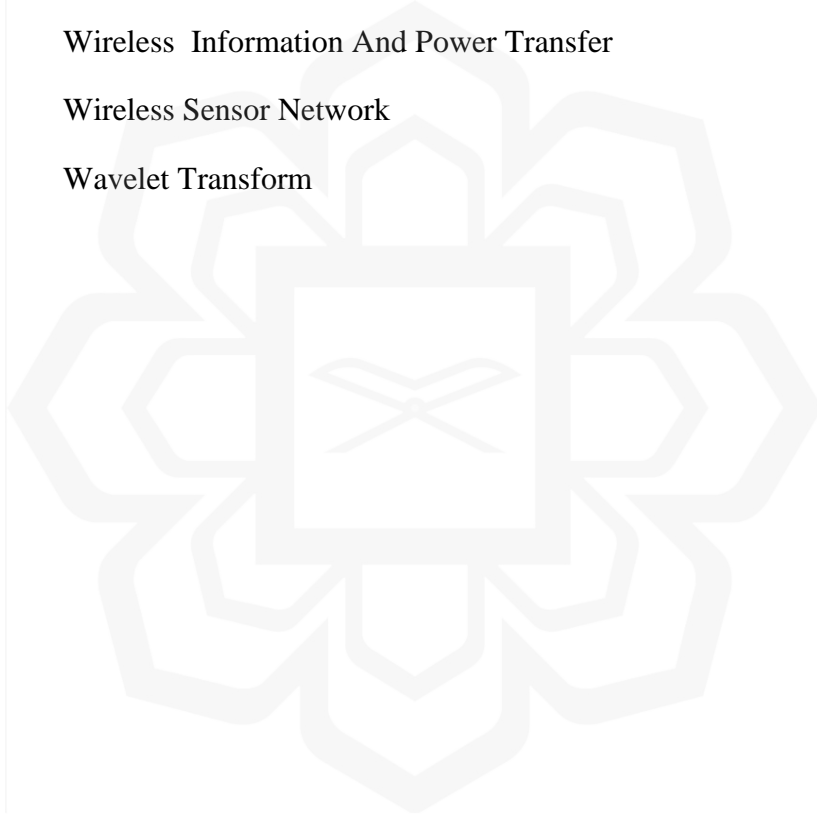 Wireless  Information And Power Transfer
Wireless Sensor Network
Wavelet Transform